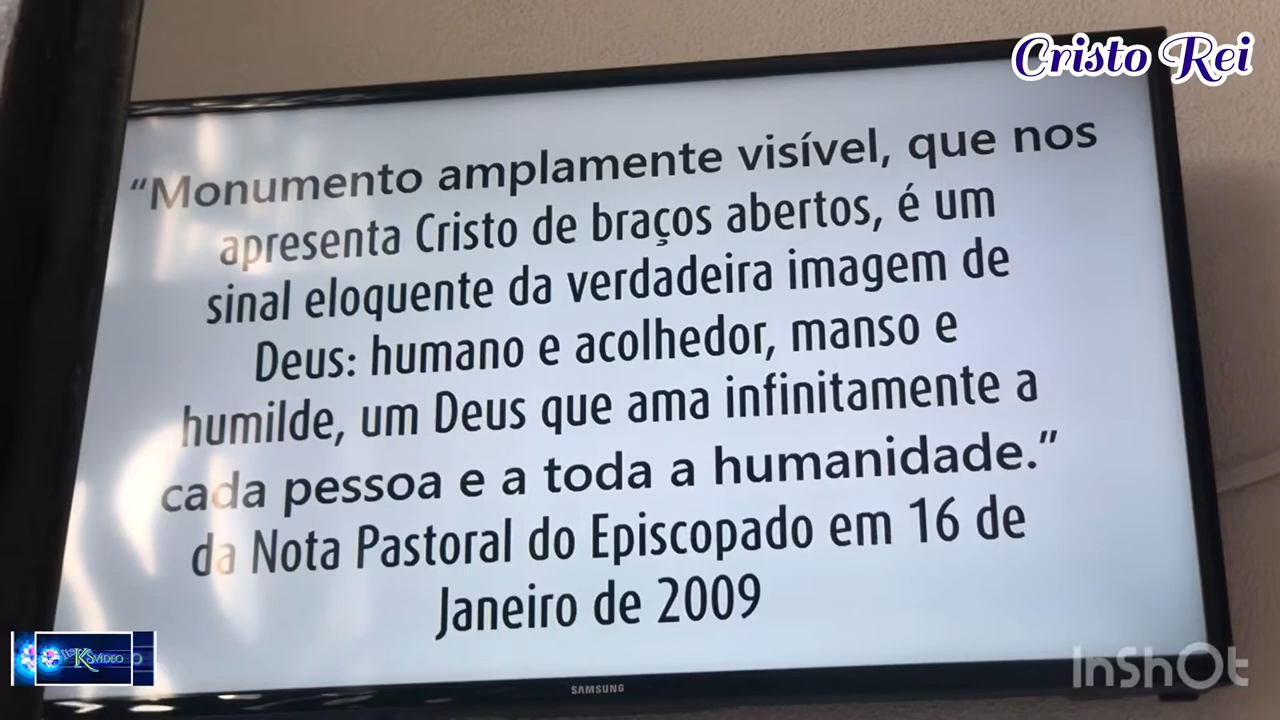 Cristo Rei
“Monumento amplamente visível, que nos
apresenta Cristo de braços abertos, é um
sinal eloquente da verdadeira imagem de
Deus: humano e acolhedor, manso e
humilde, um Deus que ama infinitamente a
cada pessoa e a toda a humanidade.”
da Nota Pastoral do Episcopado em 16 de
Janeiro de 2009
KSVÍDEO
SAMSUNG
InShOt